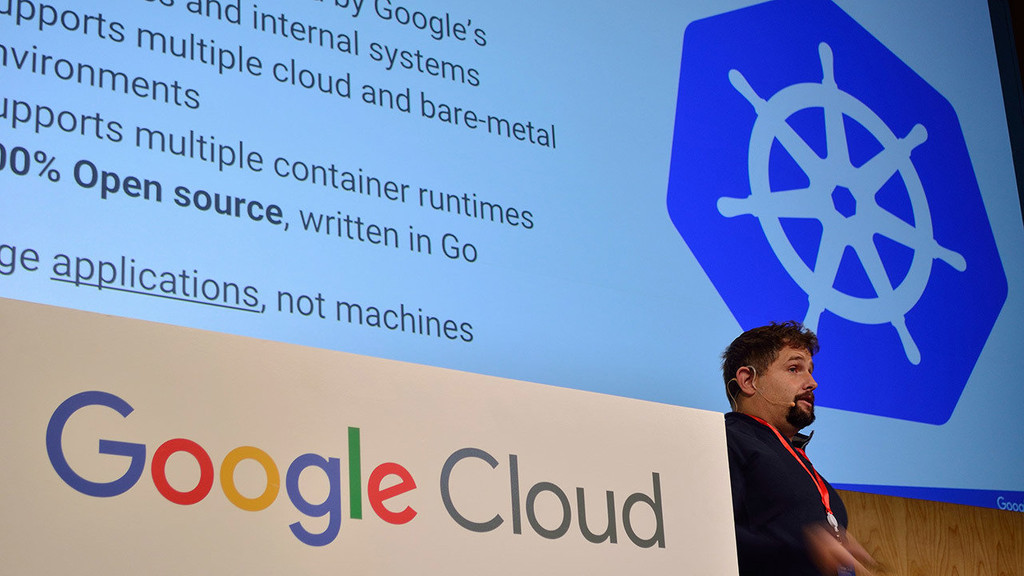 by Google's
and internal systems
upports multiple cloud and bare-metal
nvironments
upports multiple container runtimes
00% Open source, written in Go
ge applications, not machines
Google Cloud
Goog